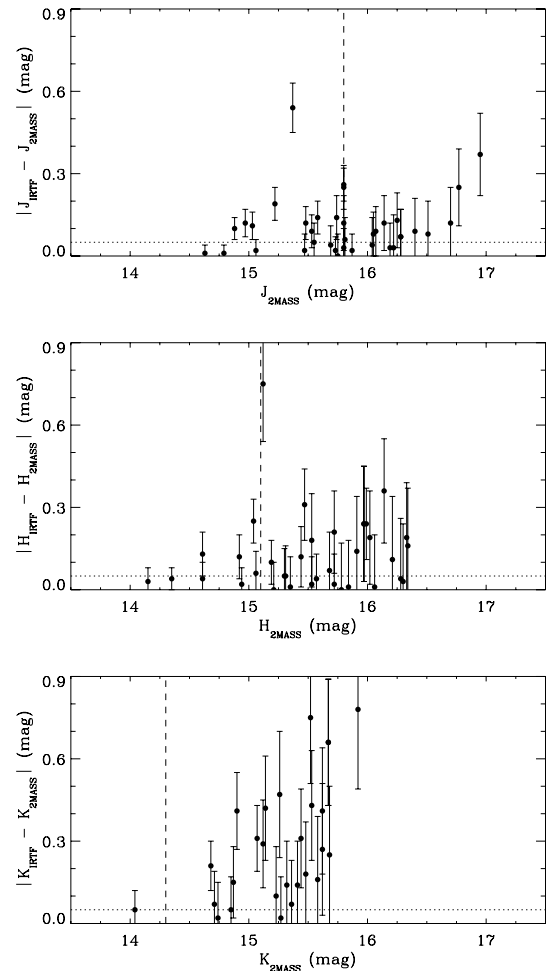 0.9
0.6
0.3
0.0
|J_IRTF − J_2MASS| (mag)
14 15 16 17
J_2MASS (mag)
0.9
0.6
0.3
0.0
|H_IRTF − H_2MASS| (mag)
14 15 16 17
H_2MASS (mag)
0.9
0.6
0.3
0.0
|K_IRTF − K_2MASS| (mag)
14 15 16 17
K_2MASS (mag)